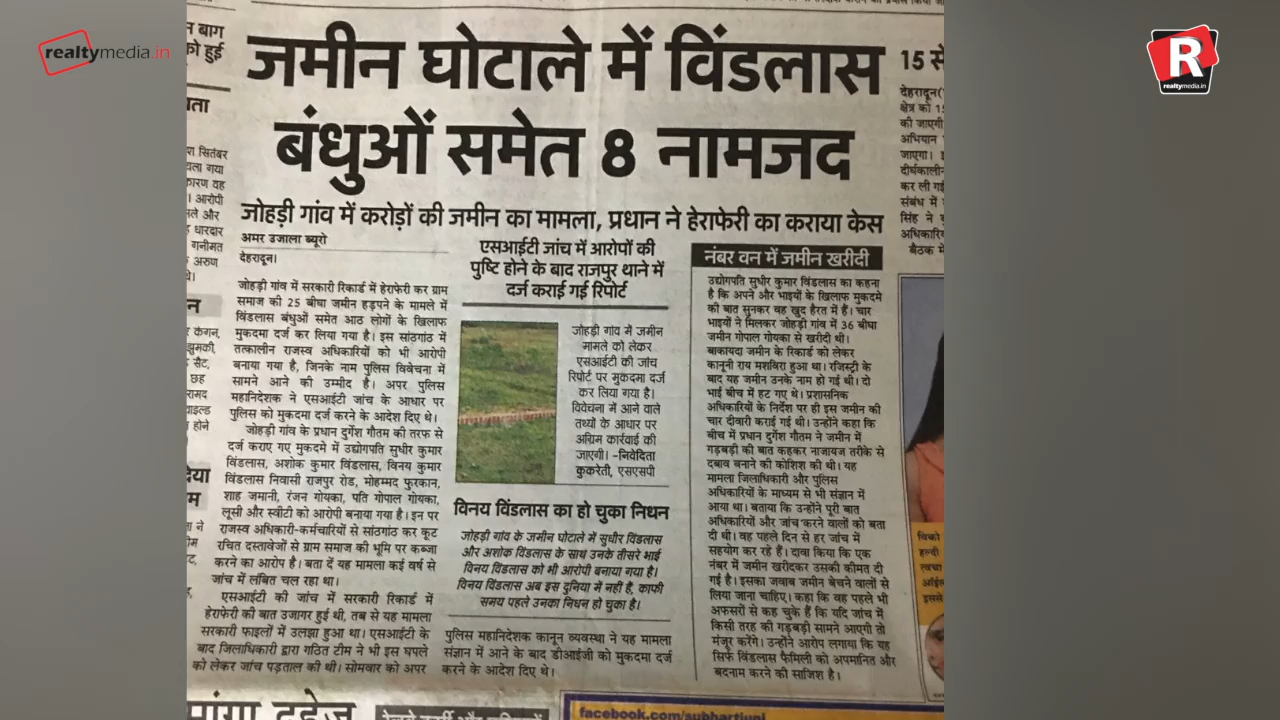 realtymedia.in
R
realtymedia.in
जमीन घोटाले में विंडलास
बंधुओं समेत 8 नामजद
जोहड़ी गांव में करोड़ों की जमीन का मामला, प्रधान ने हेराफेरी का कराया केस
अमर उजाला ब्यूरो
देहरादून।
जोहड़ी गांव में सरकारी रिकार्ड में हेराफेरी कर ग्राम
समाज की 25 बीघा जमीन हड़पने के मामले में
विंडलास बंधुओं समेत आठ लोगों के खिलाफ
मुकदमा दर्ज कर लिया गया है। इस सांठगांठ में
तत्कालीन राजस्व अधिकारियों को भी आरोपी
बनाया गया है, जिनके नाम पुलिस विवेचना में
सामने आने की उम्मीद है। अपर पुलिस
महानिदेशक ने एसआईटी जांच के आधार पर
पुलिस को मुकदमा दर्ज करने के आदेश दिए थे।
जोहड़ी गांव के प्रधान दुर्गेश गौतम की तरफ से
दर्ज कराए गए मुकदमे में उद्योगपति सुधीर कुमार
विंडलास, अशोक कुमार विंडलास, विनय कुमार
विंडलास निवासी राजपुर रोड, मोहम्मद फुरकान,
शाह जमानी, रंजन गोयका, पति गोपाल गोयका,
लूसी और स्वीटी को आरोपी बनाया गया है। इन पर
राजस्व अधिकारी-कर्मचारियों से सांठगांठ कर कूट
रचित दस्तावेजों से ग्राम समाज की भूमि पर कब्जा
करने का आरोप है। बता दें यह मामला कई वर्ष से
जांच में लंबित चल रहा था।
एसआईटी की जांच में सरकारी रिकार्ड में
हेराफेरी की बात उजागर हुई थी, तब से यह मामला
सरकारी फाइलों में उलझा हुआ था। एसआईटी के
बाद जिलाधिकारी द्वारा गठित टीम ने भी इस घपले
को लेकर जांच पड़ताल की थी। सोमवार को अपर
एसआईटी जांच में आरोपों की
पुष्टि होने के बाद राजपुर थाने में
दर्ज कराई गई रिपोर्ट
जोहड़ी गांव में जमीन
मामले को लेकर
एसआईटी की जांच
रिपोर्ट पर मुकदमा दर्ज
कर लिया गया है।
विवेचना में आने वाले
तथ्यों के आधार पर
अग्रिम कार्रवाई की
जाएगी। -निवेदिता
कुकरेती, एसएसपी
विनय विंडलास का हो चुका निधन
जोहड़ी गांव के जमीन घोटाले में सुधीर विंडलास
और अशोक विंडलास के साथ उनके तीसरे भाई
विनय विंडलास को भी आरोपी बनाया गया है।
विनय विंडलास अब इस दुनिया में नहीं है, काफी
समय पहले उनका निधन हो चुका है।
पुलिस महानिदेशक कानून व्यवस्था ने यह मामला
संज्ञान में आने के बाद डीआईजी को मुकदमा दर्ज
करने के आदेश दिए थे।
नंबर वन में जमीन खरीदी
उद्योगपति सुधीर कुमार विंडलास का कहना
है कि अपने और भाइयों के खिलाफ मुकदमे
की बात सुनकर वह खुद हैरत में हैं। चार
भाइयों ने मिलकर जोहड़ी गांव में 36 बीघा
जमीन गोपाल गोयका से खरीदी थी।
बाकायदा जमीन के रिकार्ड को लेकर
कानूनी राय मशविरा हुआ था। रजिस्ट्री के
बाद यह जमीन उनके नाम हो गई थी। दो
भाई बीच में हट गए थे। प्रशासनिक
अधिकारियों के निर्देश पर ही इस जमीन की
चार दीवारी कराई गई थी। उन्होंने कहा कि
बीच में प्रधान दुर्गेश गौतम ने जमीन में
गड़बड़ी की बात कहकर नाजायज तरीके से
दबाव बनाने की कोशिश की थी। यह
मामला जिलाधिकारी और पुलिस
अधिकारियों के माध्यम से भी संज्ञान में
आया था। बताया कि उन्होंने पूरी बात
अधिकारियों और जांच करने वालों को बता
दी थी। वह पहले दिन से हर जांच में
सहयोग कर रहे हैं। दावा किया कि एक
नंबर में जमीन खरीदकर उसकी कीमत दी
गई है। इसका जवाब जमीन बेचने वालों से
लिया जाना चाहिए। कहा कि वह पहले भी
अफसरों से कह चुके हैं कि यदि जांच में
किसी तरह की गड़बड़ी सामने आएगी तो
मंजूर करेंगे। उन्होंने आरोप लगाया कि यह
सिर्फ विंडलास फैमिली को अपमानित और
बदनाम करने की साजिश है।
15 से
देहरादून
क्षेत्र को 15
की जाएगी
अभियान
जाएगा।
दीर्घकालीन
कर ली गई
संबंध में
सिंह ने
अधिकारि
बैठक में
facebook.com/subhartiuni